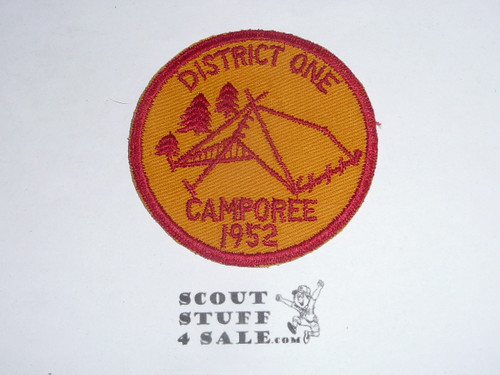 DISTRICT ONE
CAMPOREE
1952
SCOUT
STUFF
4 SALE.COM